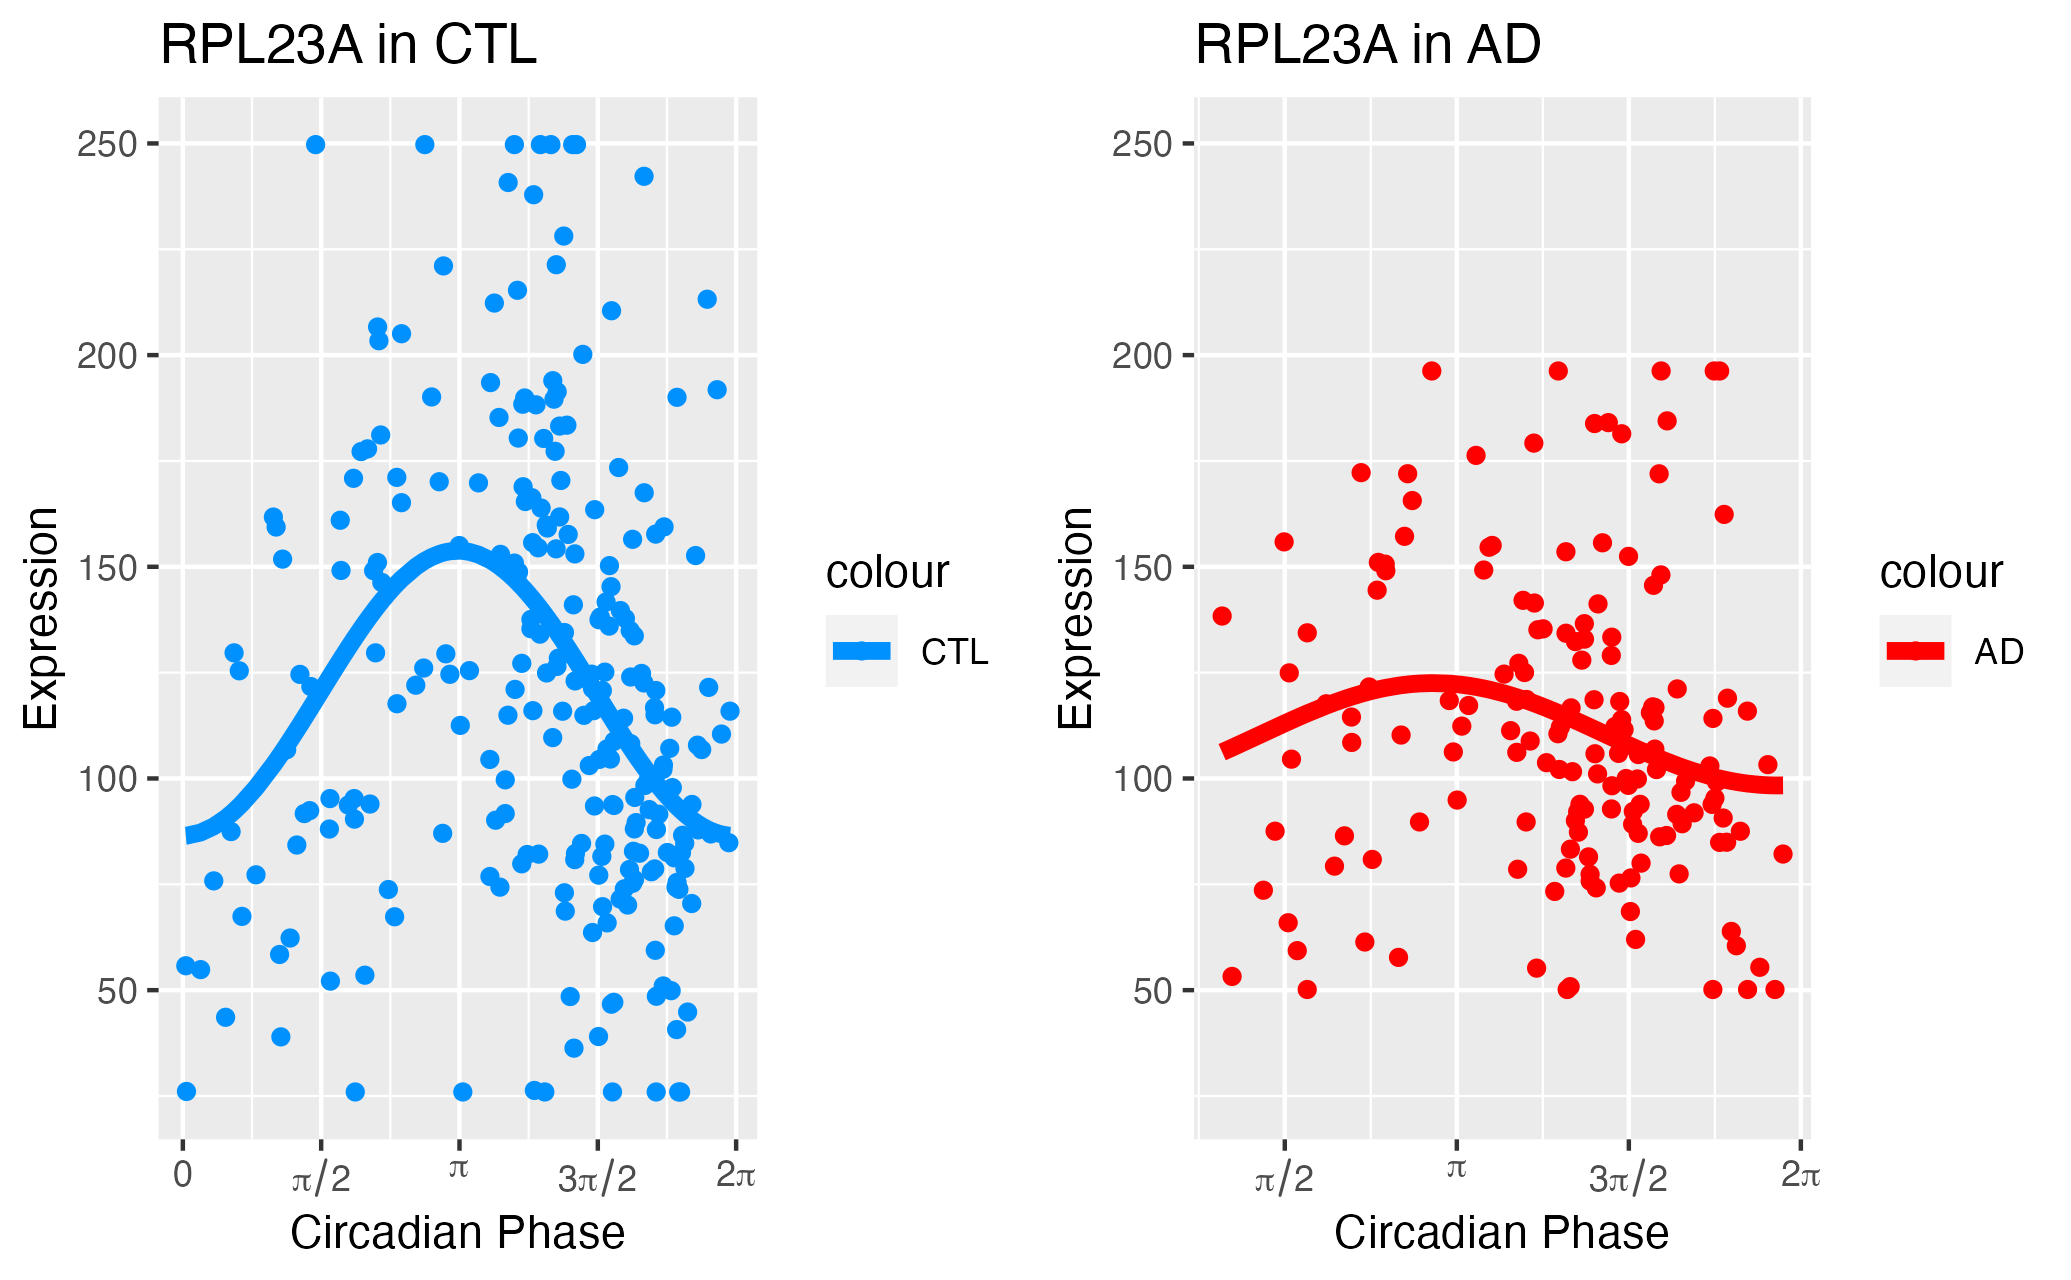 RPL23A in CTL
250
200
150
100
50
Expression
0
π/2
π
3π/2
2π
Circadian Phase
colour
CTL
RPL23A in AD
250
200
150
100
50
Expression
π/2
π
3π/2
2π
Circadian Phase
colour
AD